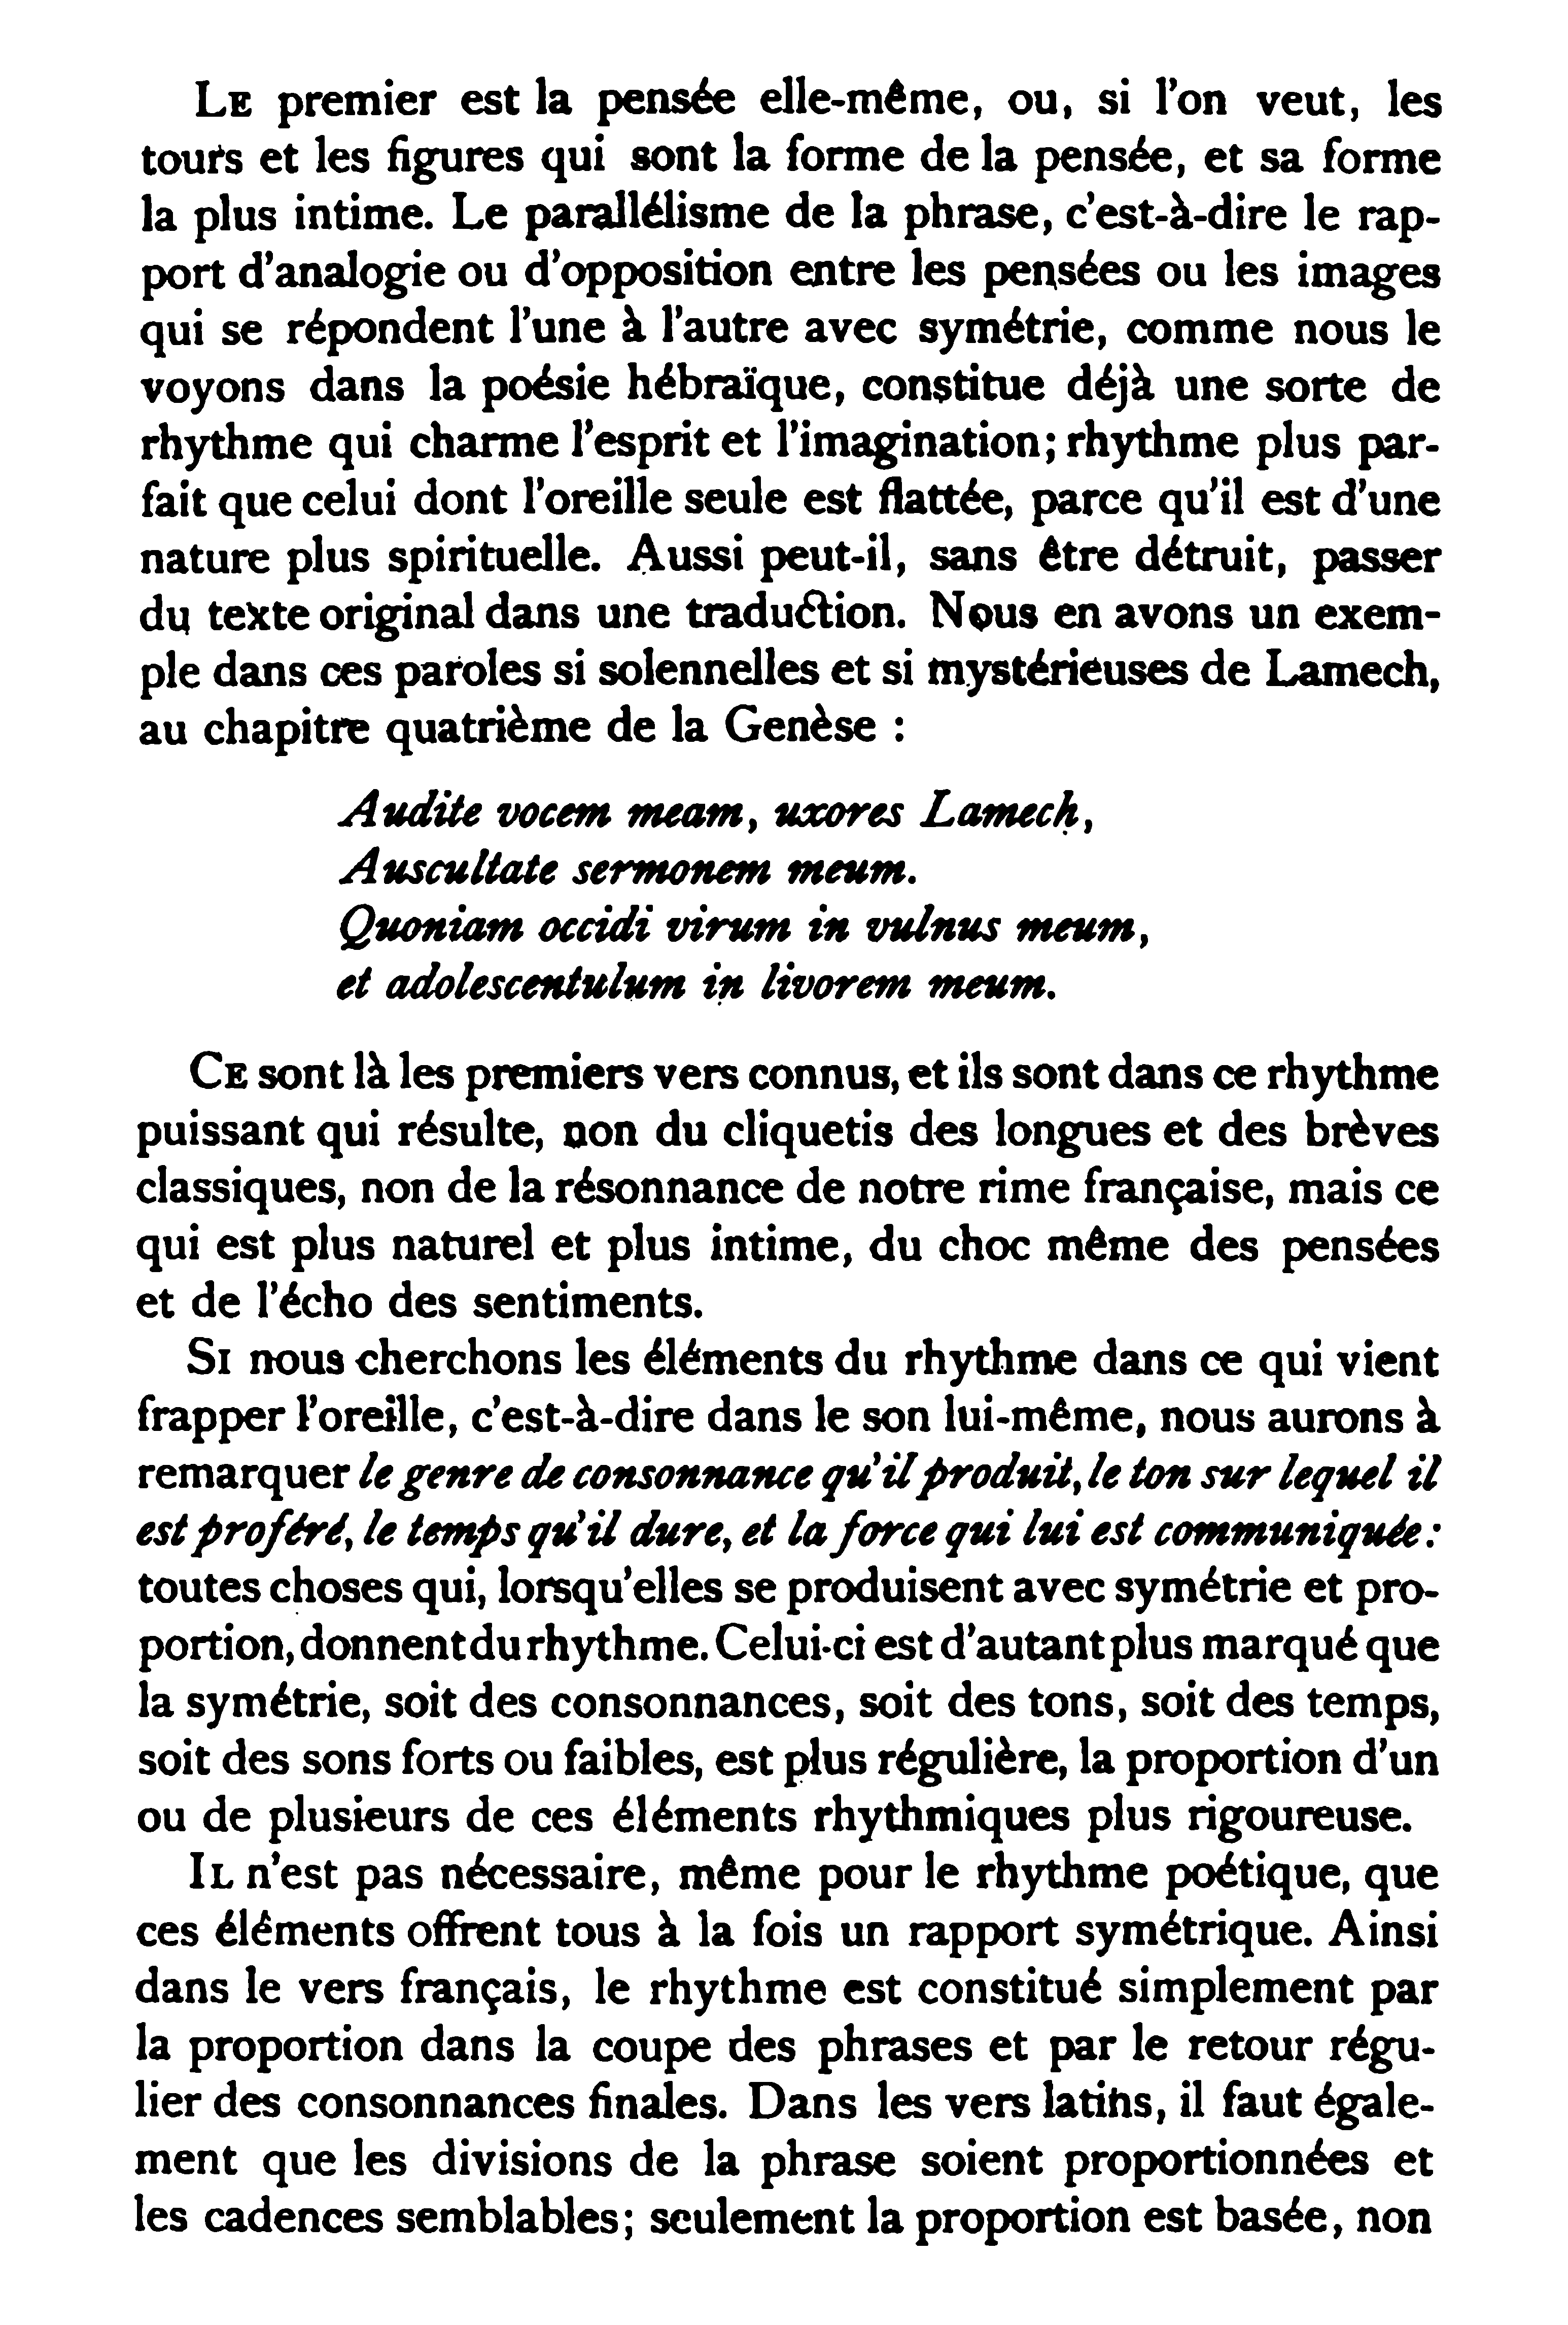 LE premier est la pensée elle-même, ou, si l'on veut, les
tours et les figures qui sont la forme de la pensée, et sa forme
la plus intime. Le parallélisme de la phrase, c'est-à-dire le rap-
port d'analogie ou d'opposition entre les pensées ou les images
qui se répondent l'une à l'autre avec symétrie, comme nous le
voyons dans la poésie hébraïque, constitue déjà une sorte de
rhythme qui charme l'esprit et l'imagination; rhythme plus par-
fait que celui dont l'oreille seule est flattée, parce qu'il est d'une
nature plus spirituelle. Aussi peut-il, sans être détruit, passer
du texte original dans une traduction. Nous en avons un exem-
ple dans ces paroles si solennelles et si mystérieuses de Lamech,
au chapitre quatrième de la Genèse :
Audite vocem meam, uxores Lamech,
Auscultate sermonem meum.
Quoniam occidi virum in vulnus meum,
et adolescentulum in livorem meum.
CE sont là les premiers vers connus, et ils sont dans ce rhythme
puissant qui résulte, non du cliquetis des longues et des brèves
classiques, non de la résonnance de notre rime française, mais ce
qui est plus naturel et plus intime, du choc même des pensées
et de l'écho des sentiments.
SI nous cherchons les éléments du rhythme dans ce qui vient
frapper l'oreille, c'est-à-dire dans le son lui-même, nous aurons à
remarquer le genre de consonnance qu'il produit, le ton sur lequel il
est proféré, le temps qu'il dure, et la force qui lui est communiquée :
toutes choses qui, lorsqu'elles se produisent avec symétrie et pro-
portion, donnent du rhythme. Celui-ci est d'autant plus marqué que
la symétrie, soit des consonnances, soit des tons, soit des temps,
soit des sons forts ou faibles, est plus régulière, la proportion d'un
ou de plusieurs de ces éléments rhythmiques plus rigoureuse.
IL n'est pas nécessaire, même pour le rhythme poétique, que
ces éléments offrent tous à la fois un rapport symétrique. Ainsi
dans le vers français, le rhythme est constitué simplement par
la proportion dans la coupe des phrases et par le retour régu-
lier des consonnances finales. Dans les vers latins, il faut égale-
ment que les divisions de la phrase soient proportionnées et
les cadences semblables; seulement la proportion est basée, non